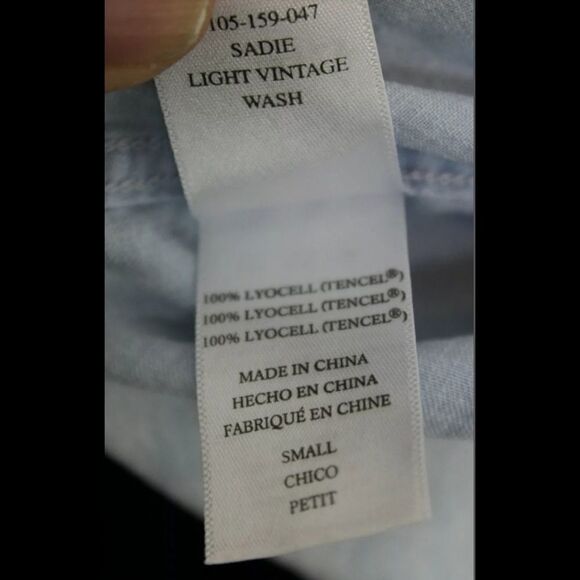 105-159-047
SADIE
LIGHT VINTAGE
WASH
100% LYOCELL (TENCEL®)
100% LYOCELL (TENCEL®)
100% LYOCELL (TENCEL®)
MADE IN CHINA
HECHO EN CHINA
FABRIQUÉ EN CHINE
SMALL
CHICO
PETIT